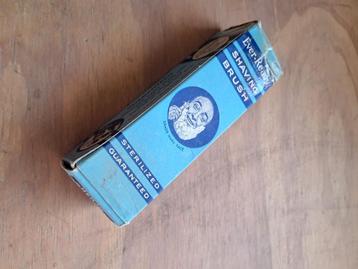 Ever-Ready
SHAVING
BRUSH
STERILIZED
GUARANTEED